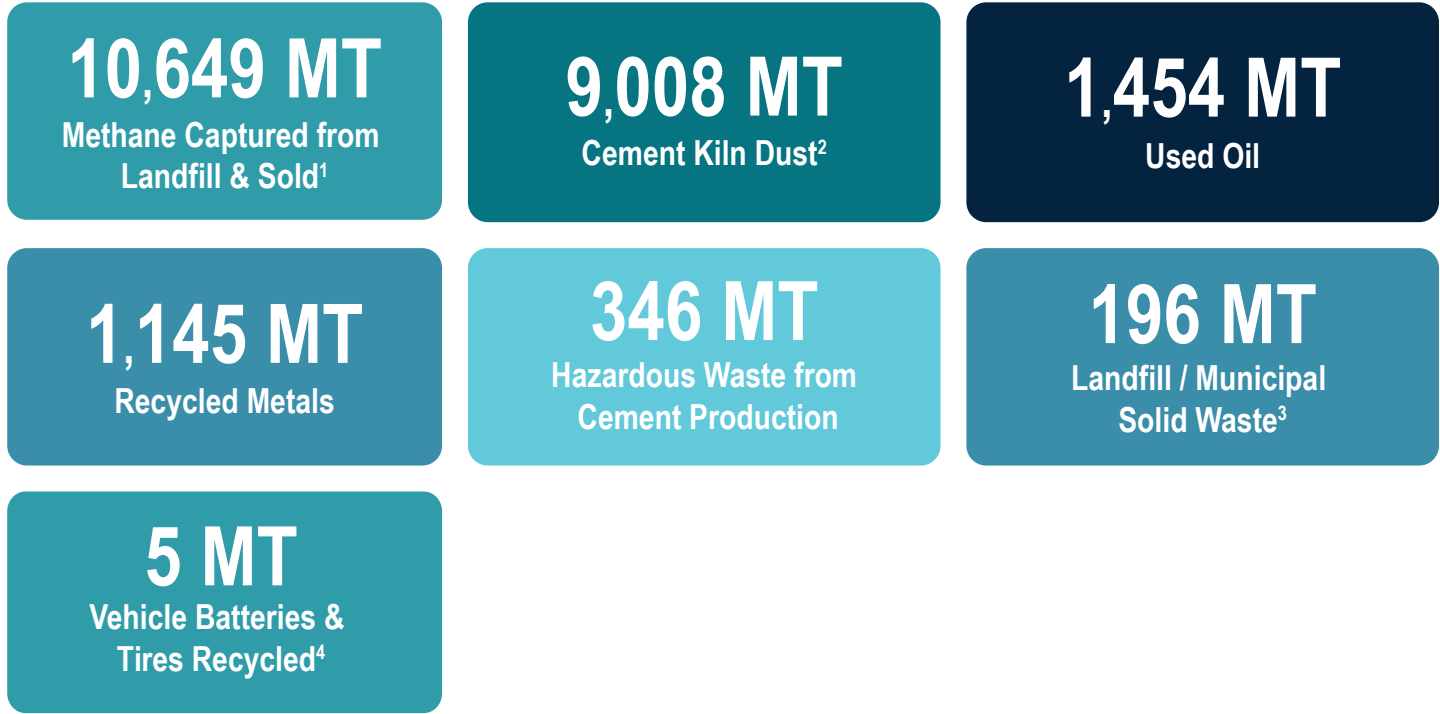 10,649 MT
Methane Captured from
Landfill & Sold¹
9,008 MT
Cement Kiln Dust²
1,454 MT
Used Oil
1,145 MT
Recycled Metals
346 MT
Hazardous Waste from
Cement Production
196 MT
Landfill / Municipal
Solid Waste³
5 MT
Vehicle Batteries &
Tires Recycled⁴